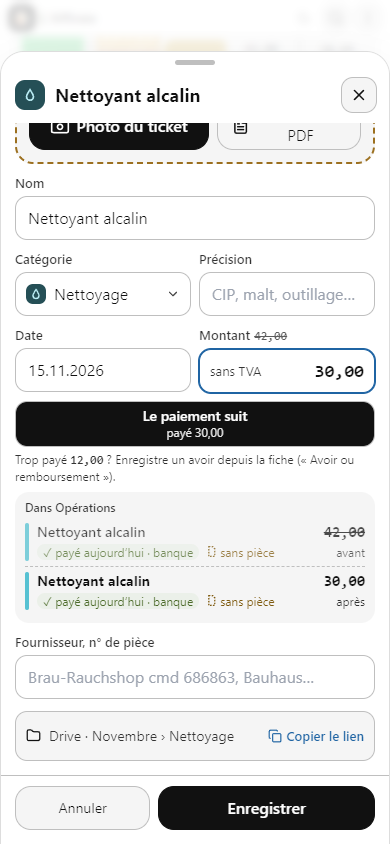 Nettoyant alcalin
Photo du ticket
PDF
Nom
Nettoyant alcalin
Catégorie
Précision
Nettoyage
CIP, malt, outillage...
Date
Montant 42,00
15.11.2026
sans TVA
30,00
Le paiement suit
payé 30,00
Trop payé 12,00 ? Enregistre un avoir depuis la fiche (« Avoir ou
remboursement »).
Dans Opérations
Nettoyant alcalin
42,00
✓ payé aujourd'hui · banque
sans pièce
avant
Nettoyant alcalin
30,00
✓ payé aujourd'hui · banque
sans pièce
après
Fournisseur, n° de pièce
Brau-Rauchshop cmd 686863, Bauhaus...
Drive · Novembre › Nettoyage
Copier le lien
Annuler
Enregistrer